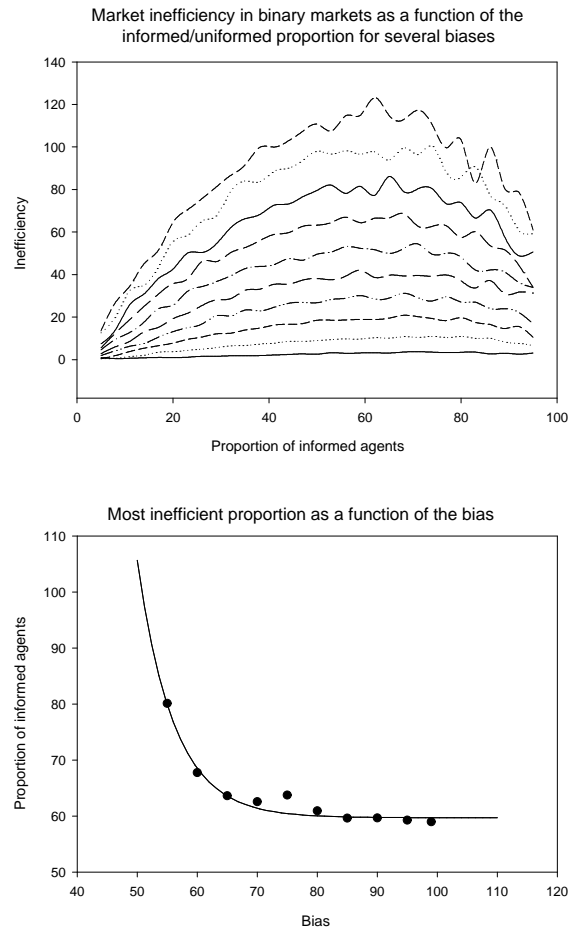 Market inefficiency in binary markets as a function of the
informed/uniformed proportion for several biases
140
120
100
80
60
40
20
0
Inefficiency
0 20 40 60 80 100
Proportion of informed agents
Most inefficient proportion as a function of the bias
110
100
90
80
70
60
50
Proportion of informed agents
40 50 60 70 80 90 100 110 120
Bias